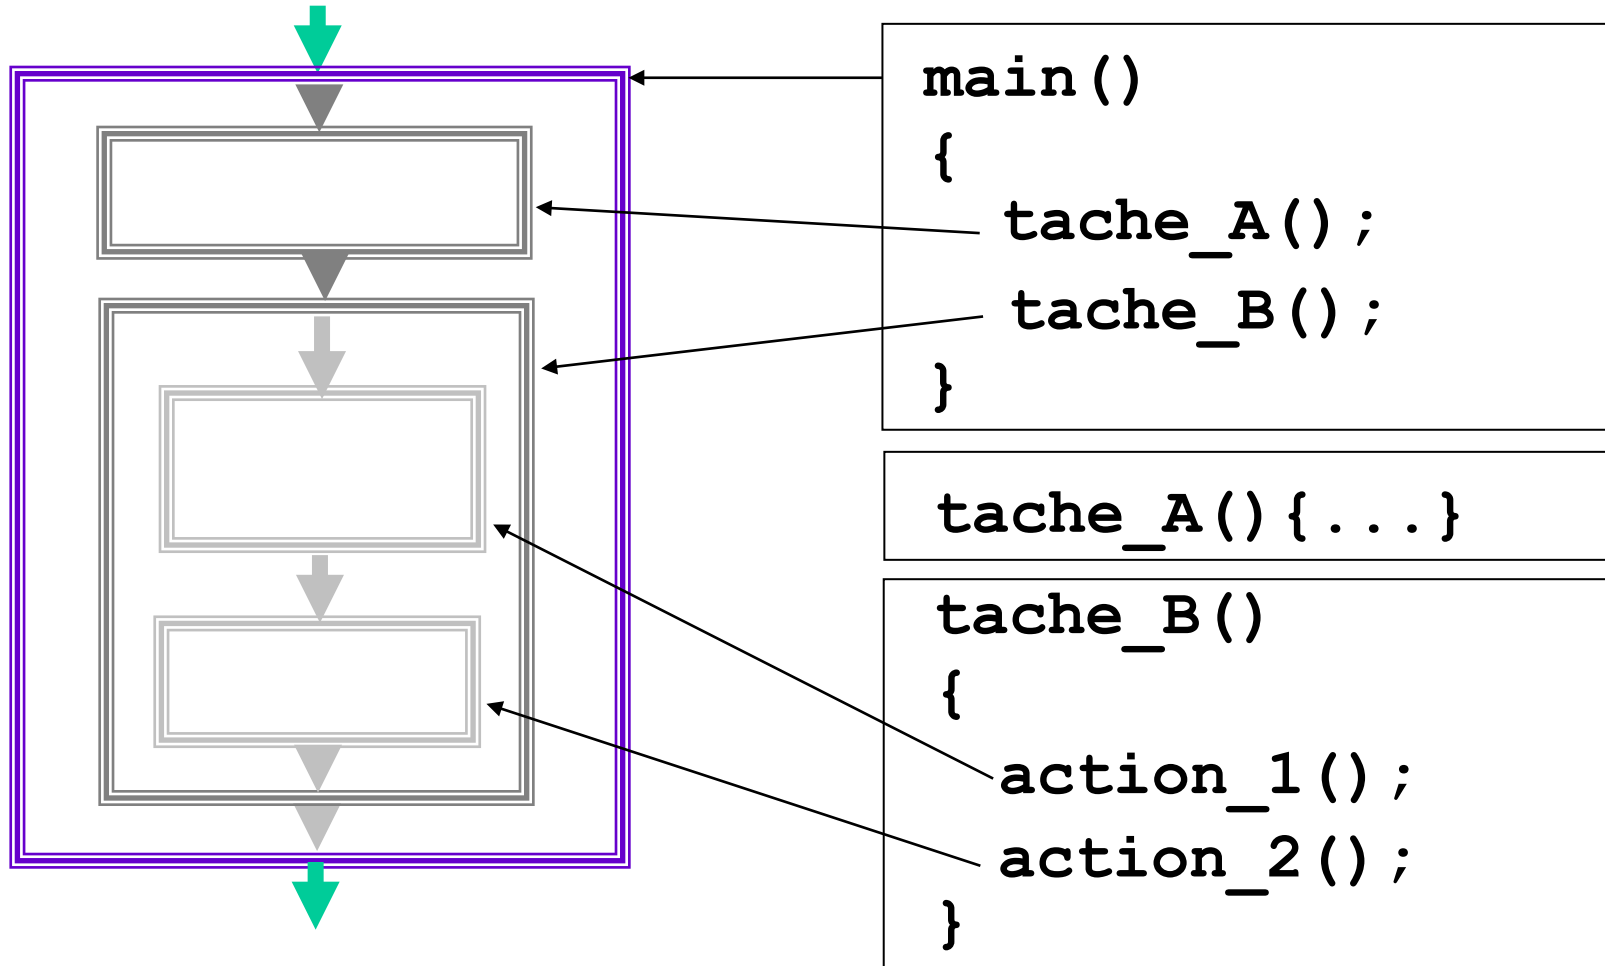 main()
{
tache_A();
tache_B();
}
tache_A(){...}
tache_B()
{
action_1();
action_2();
}